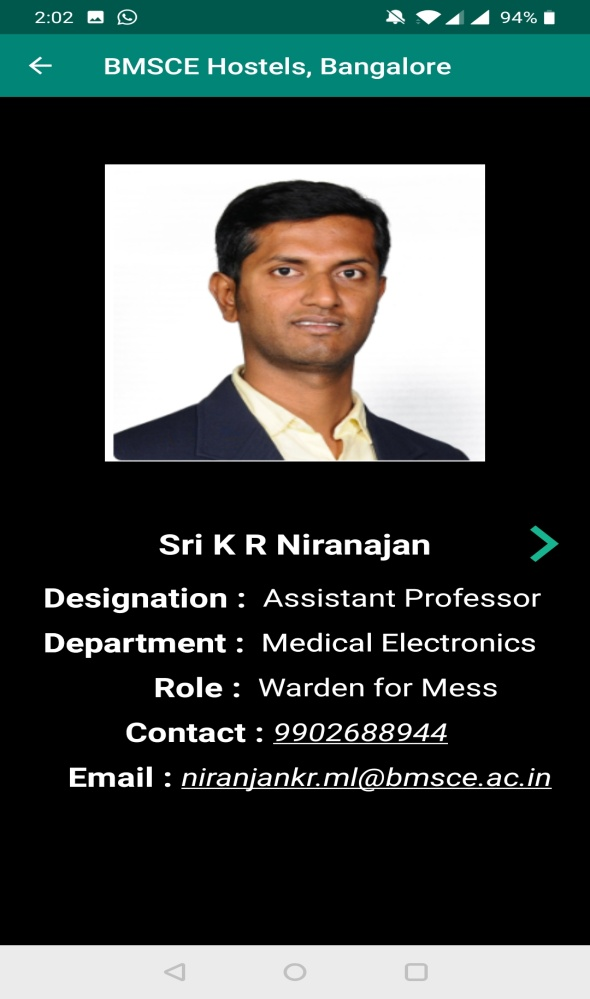 2:02 94%
BMSCE Hostels, Bangalore
Sri K R Niranajan
Designation : Assistant Professor
Department : Medical Electronics
Role : Warden for Mess
Contact : 9902688944
Email : niranjankr.ml@bmsce.ac.in